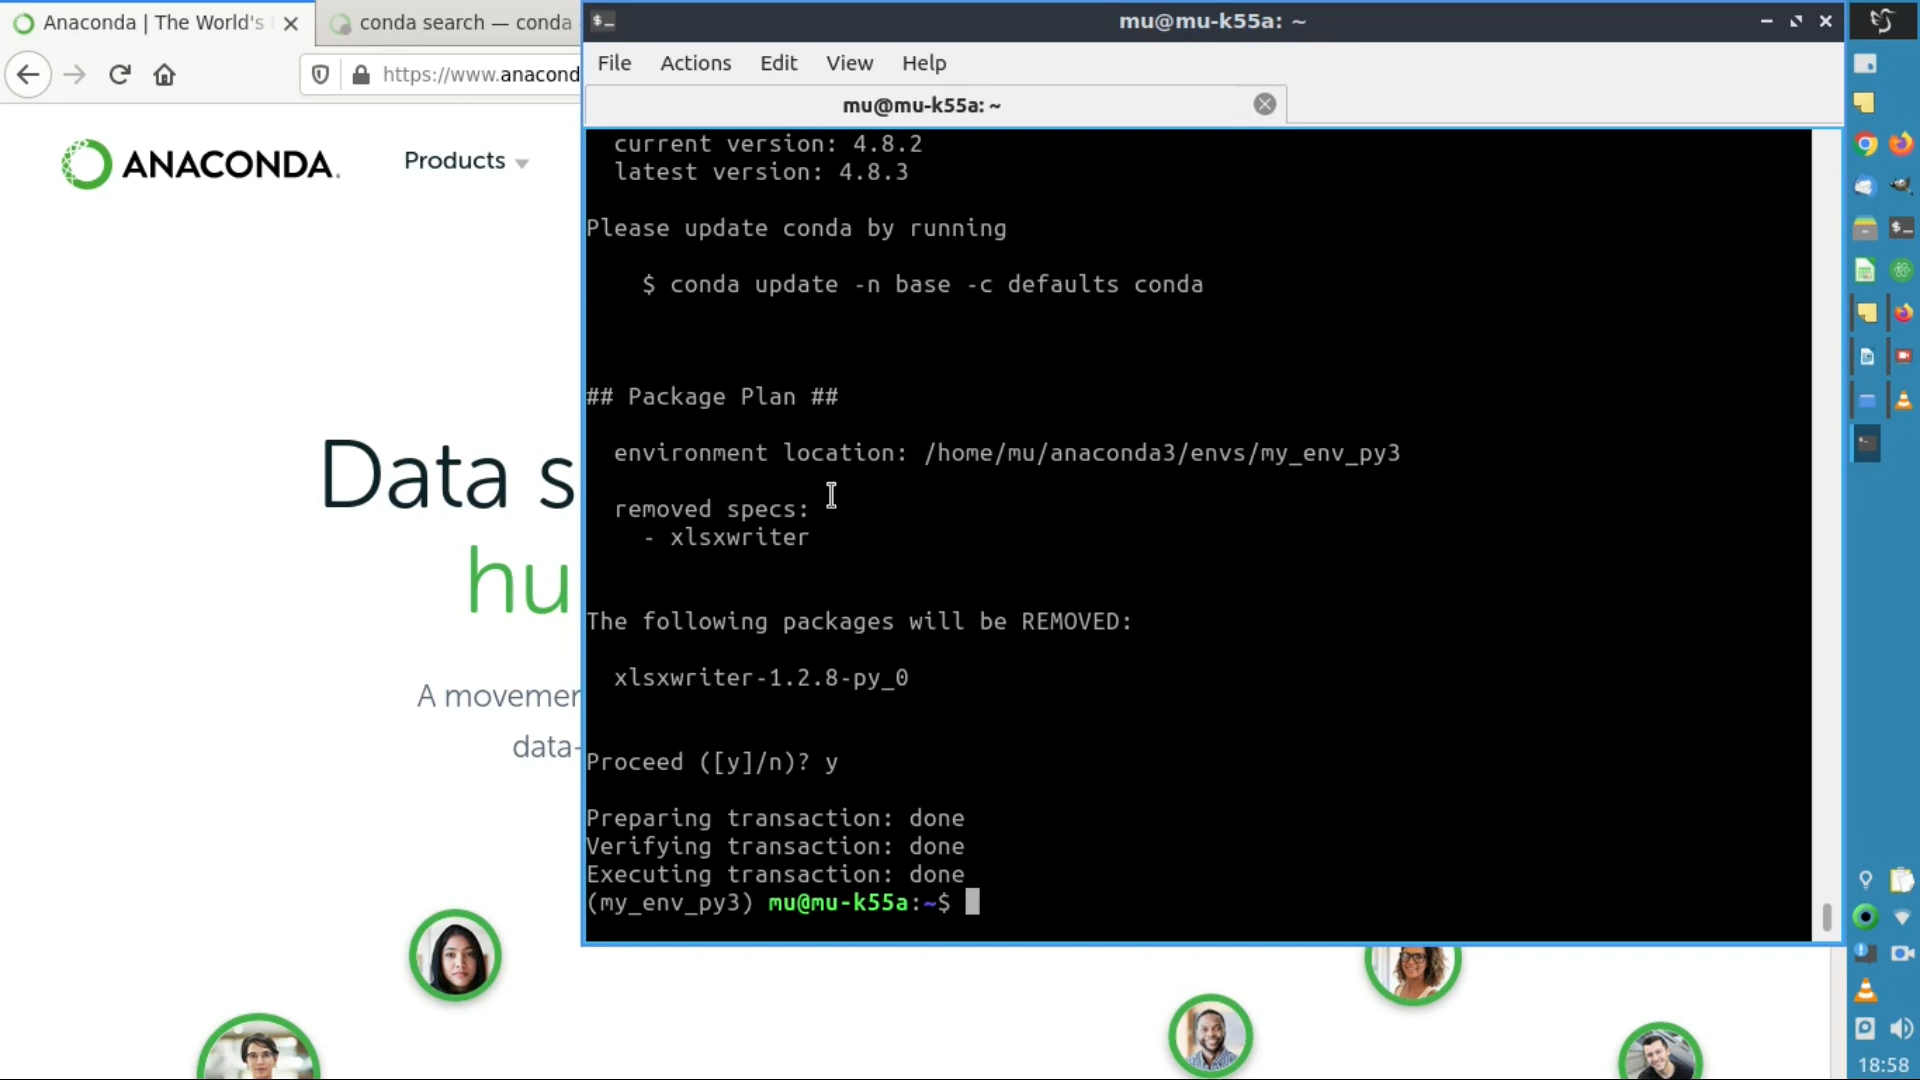 Anaconda | The World's
conda search — conda
mu@mu-k55a: ~
https://www.anacond
File Actions Edit View Help
mu@mu-k55a: ~
ANACONDA.
Products
current version: 4.8.2
latest version: 4.8.3
Please update conda by running
$ conda update -n base -c defaults conda
## Package Plan ##
environment location: /home/mu/anaconda3/envs/my_env_py3
removed specs:
- xlsxwriter
The following packages will be REMOVED:
xlsxwriter-1.2.8-py_0
Proceed ([y]/n)? y
Preparing transaction: done
Verifying transaction: done
Executing transaction: done
(my_env_py3) mu@mu-k55a:~$
Data s
hu
A movemen
data-
18:58